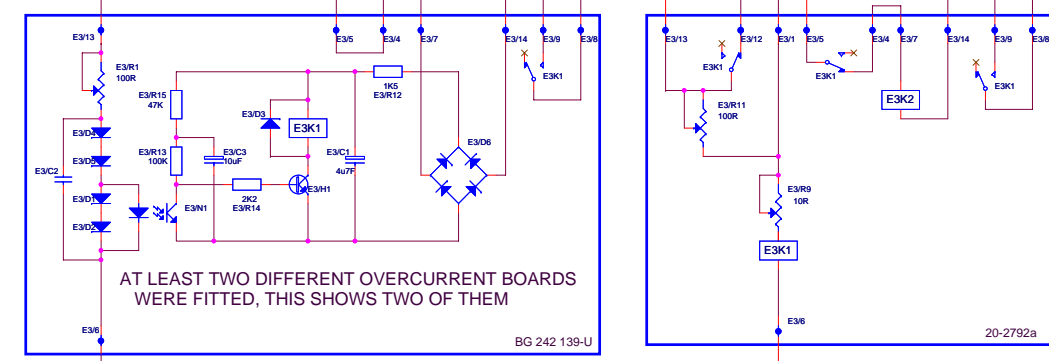 E3/5
E3/4
E3/7
E3/14
E3/9
E3/8
E3/13
E3/R1
100R
E3K1
1K5
E3/R12
E3/R15
47K
E3/D3
E3K1
E3/D4
E3/R13
100K
E3/C3
10uF
E3/C1
4u7F
E3/D6
E3/C2
E3/D1
E3/N1
2K2
E3/R14
E3/H1
E3/D2
AT LEAST TWO DIFFERENT OVERCURRENT BOARDS
WERE FITTED, THIS SHOWS TWO OF THEM
E3/6
BG 242 139-U
E3/13
E3/12
E3/1
E3/5
E3/4
E3/7
E3/14
E3/9
E3/8
E3K1
E3K1
E3K1
E3K2
E3/R11
100R
E3/R9
10R
E3K1
E3/6
20-2792a